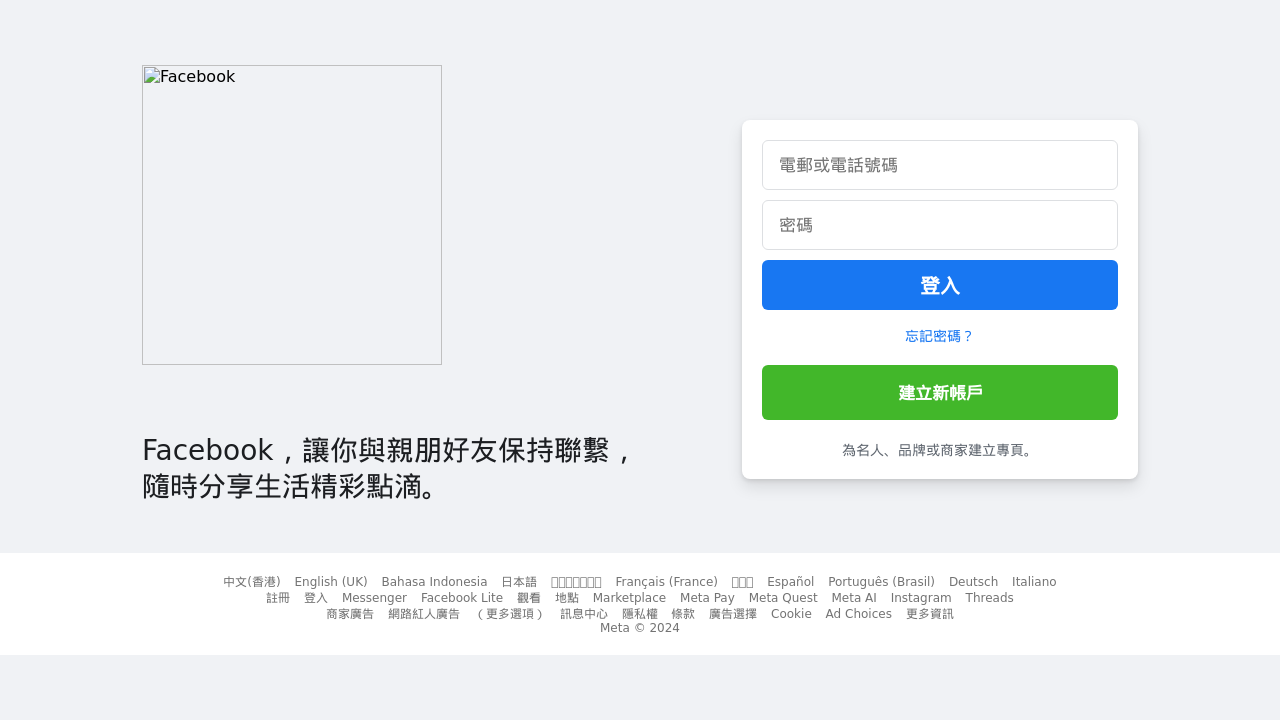 Facebook
Facebook，讓你與親朋好友保持聯繫，
隨時分享生活精彩點滴。
電郵或電話號碼
密碼
登入
忘記密碼？
建立新帳戶
為名人、品牌或商家建立專頁。
中文(香港) English (UK) Bahasa Indonesia 日本語 Français (France) Español Português (Brasil) Deutsch Italiano
註冊 登入 Messenger Facebook Lite 觀看 地點 Marketplace Meta Pay Meta Quest Meta AI Instagram Threads
商家廣告 網路紅人廣告 （更多選項） 訊息中心 隱私權 條款 廣告選擇 Cookie Ad Choices 更多資訊
Meta © 2024